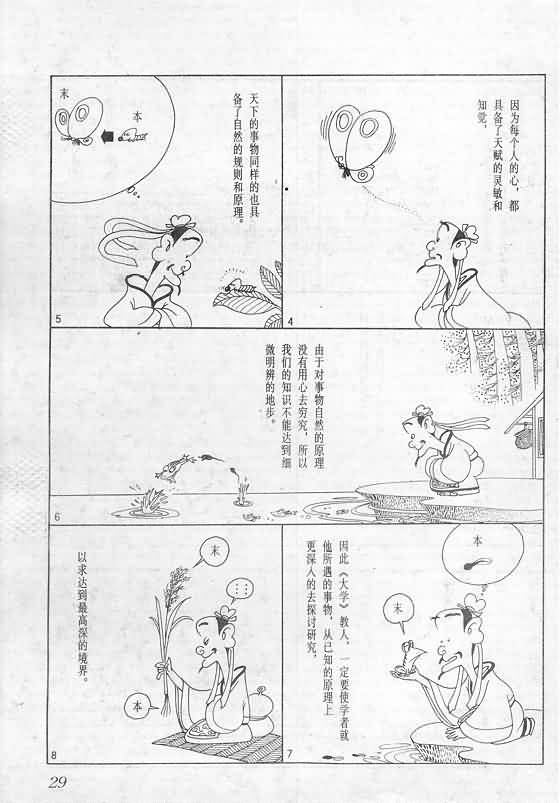 因为每个人的心，都
具备了天赋的灵敏和
知觉，
4
天下的事物同样的也具
备了自然的规则和原理。
本
末
5
由于对事物自然的原理
没有用心去穷究，所以
我们的知识不能达到细
微明辨的地步。
6
因此《大学》教人，一定要使学者就
他所遇的事物，从已知的原理上
更深人的去探讨研究，
本
末
7
以求达到最高深的境界。
末
本
8
29